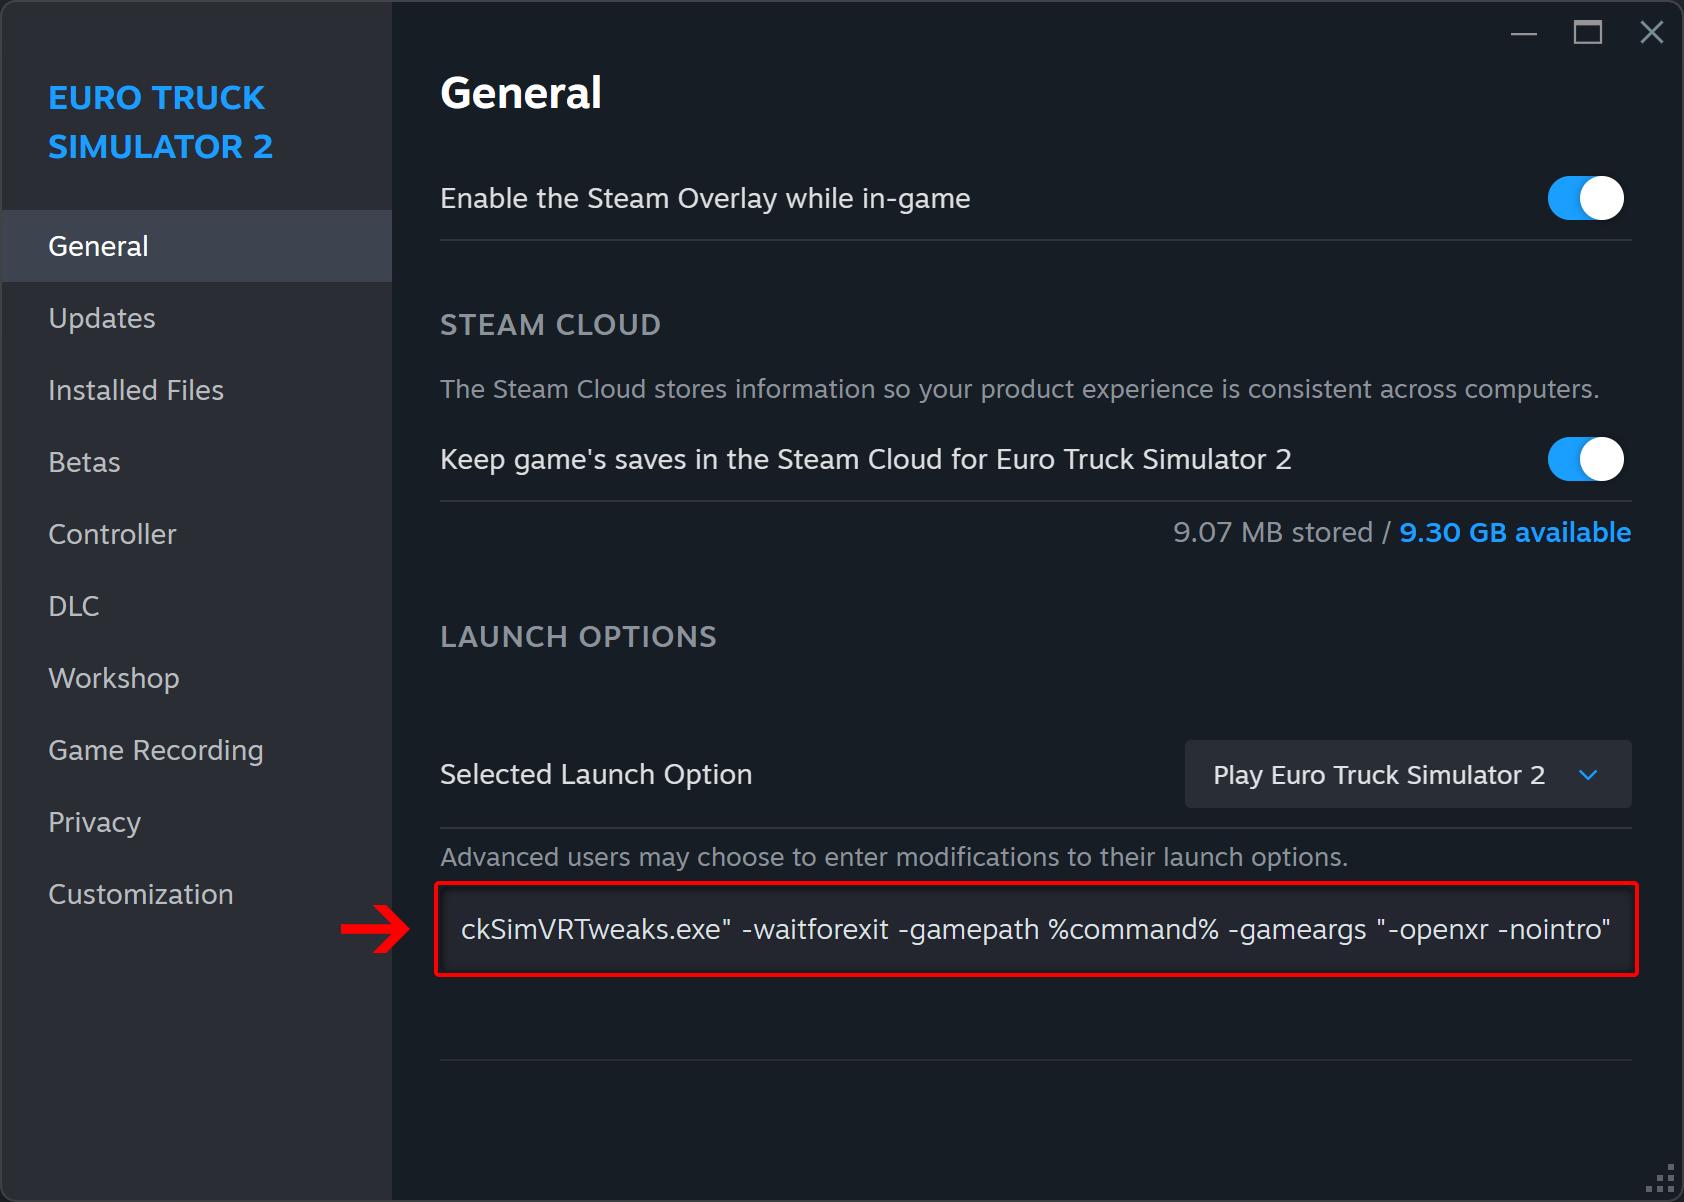 EURO TRUCK
SIMULATOR 2
General
Updates
Installed Files
Betas
Controller
DLC
Workshop
Game Recording
Privacy
Customization
General
Enable the Steam Overlay while in-game
STEAM CLOUD
The Steam Cloud stores information so your product experience is consistent across computers.
Keep game's saves in the Steam Cloud for Euro Truck Simulator 2
9.07 MB stored / 9.30 GB available
LAUNCH OPTIONS
Selected Launch Option
Play Euro Truck Simulator 2
Advanced users may choose to enter modifications to their launch options.
ckSimVRTweaks.exe" -waitforexit -gamepath %command% -gameargs "-openxr -nointro"